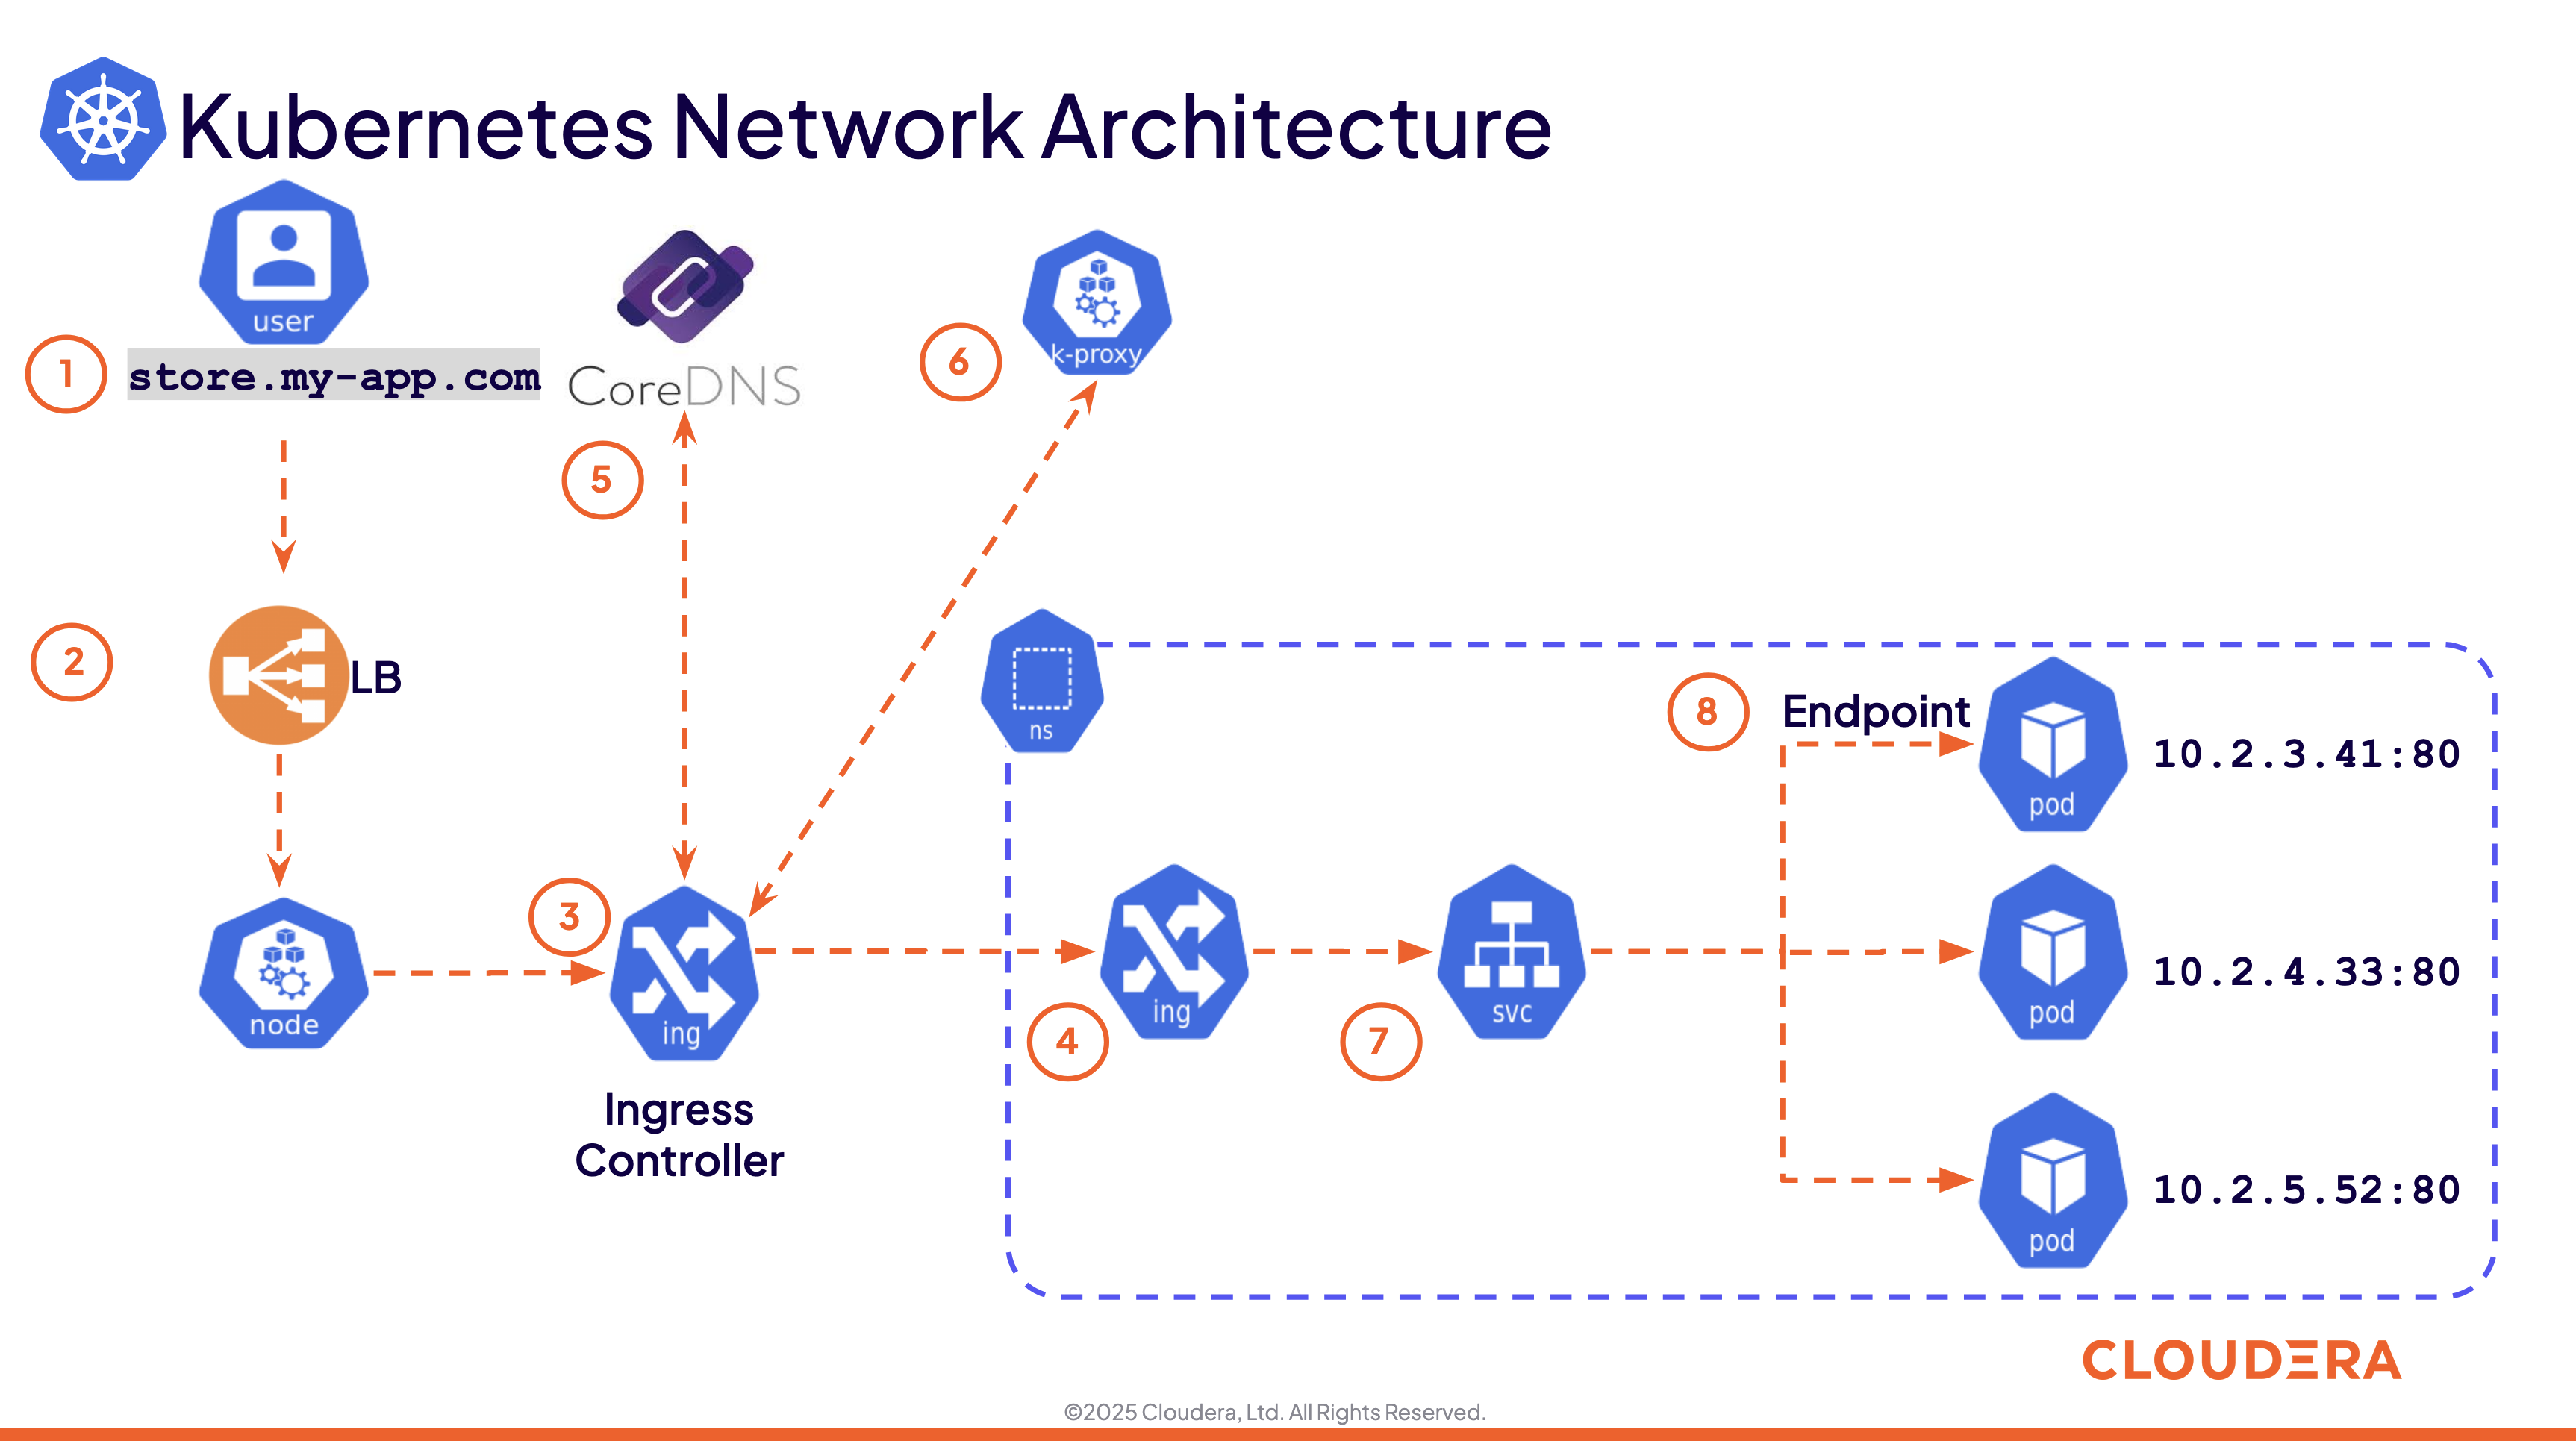 Kubernetes Network Architecture
user
1
store.my-app.com
CoreDNS
5
6
k-proxy
2
LB
ns
8
Endpoint
pod
10.2.3.41:80
node
3
ing
Ingress
Controller
4
ing
7
svc
pod
10.2.4.33:80
pod
10.2.5.52:80
CLOUDERA
©2025 Cloudera, Ltd. All Rights Reserved.